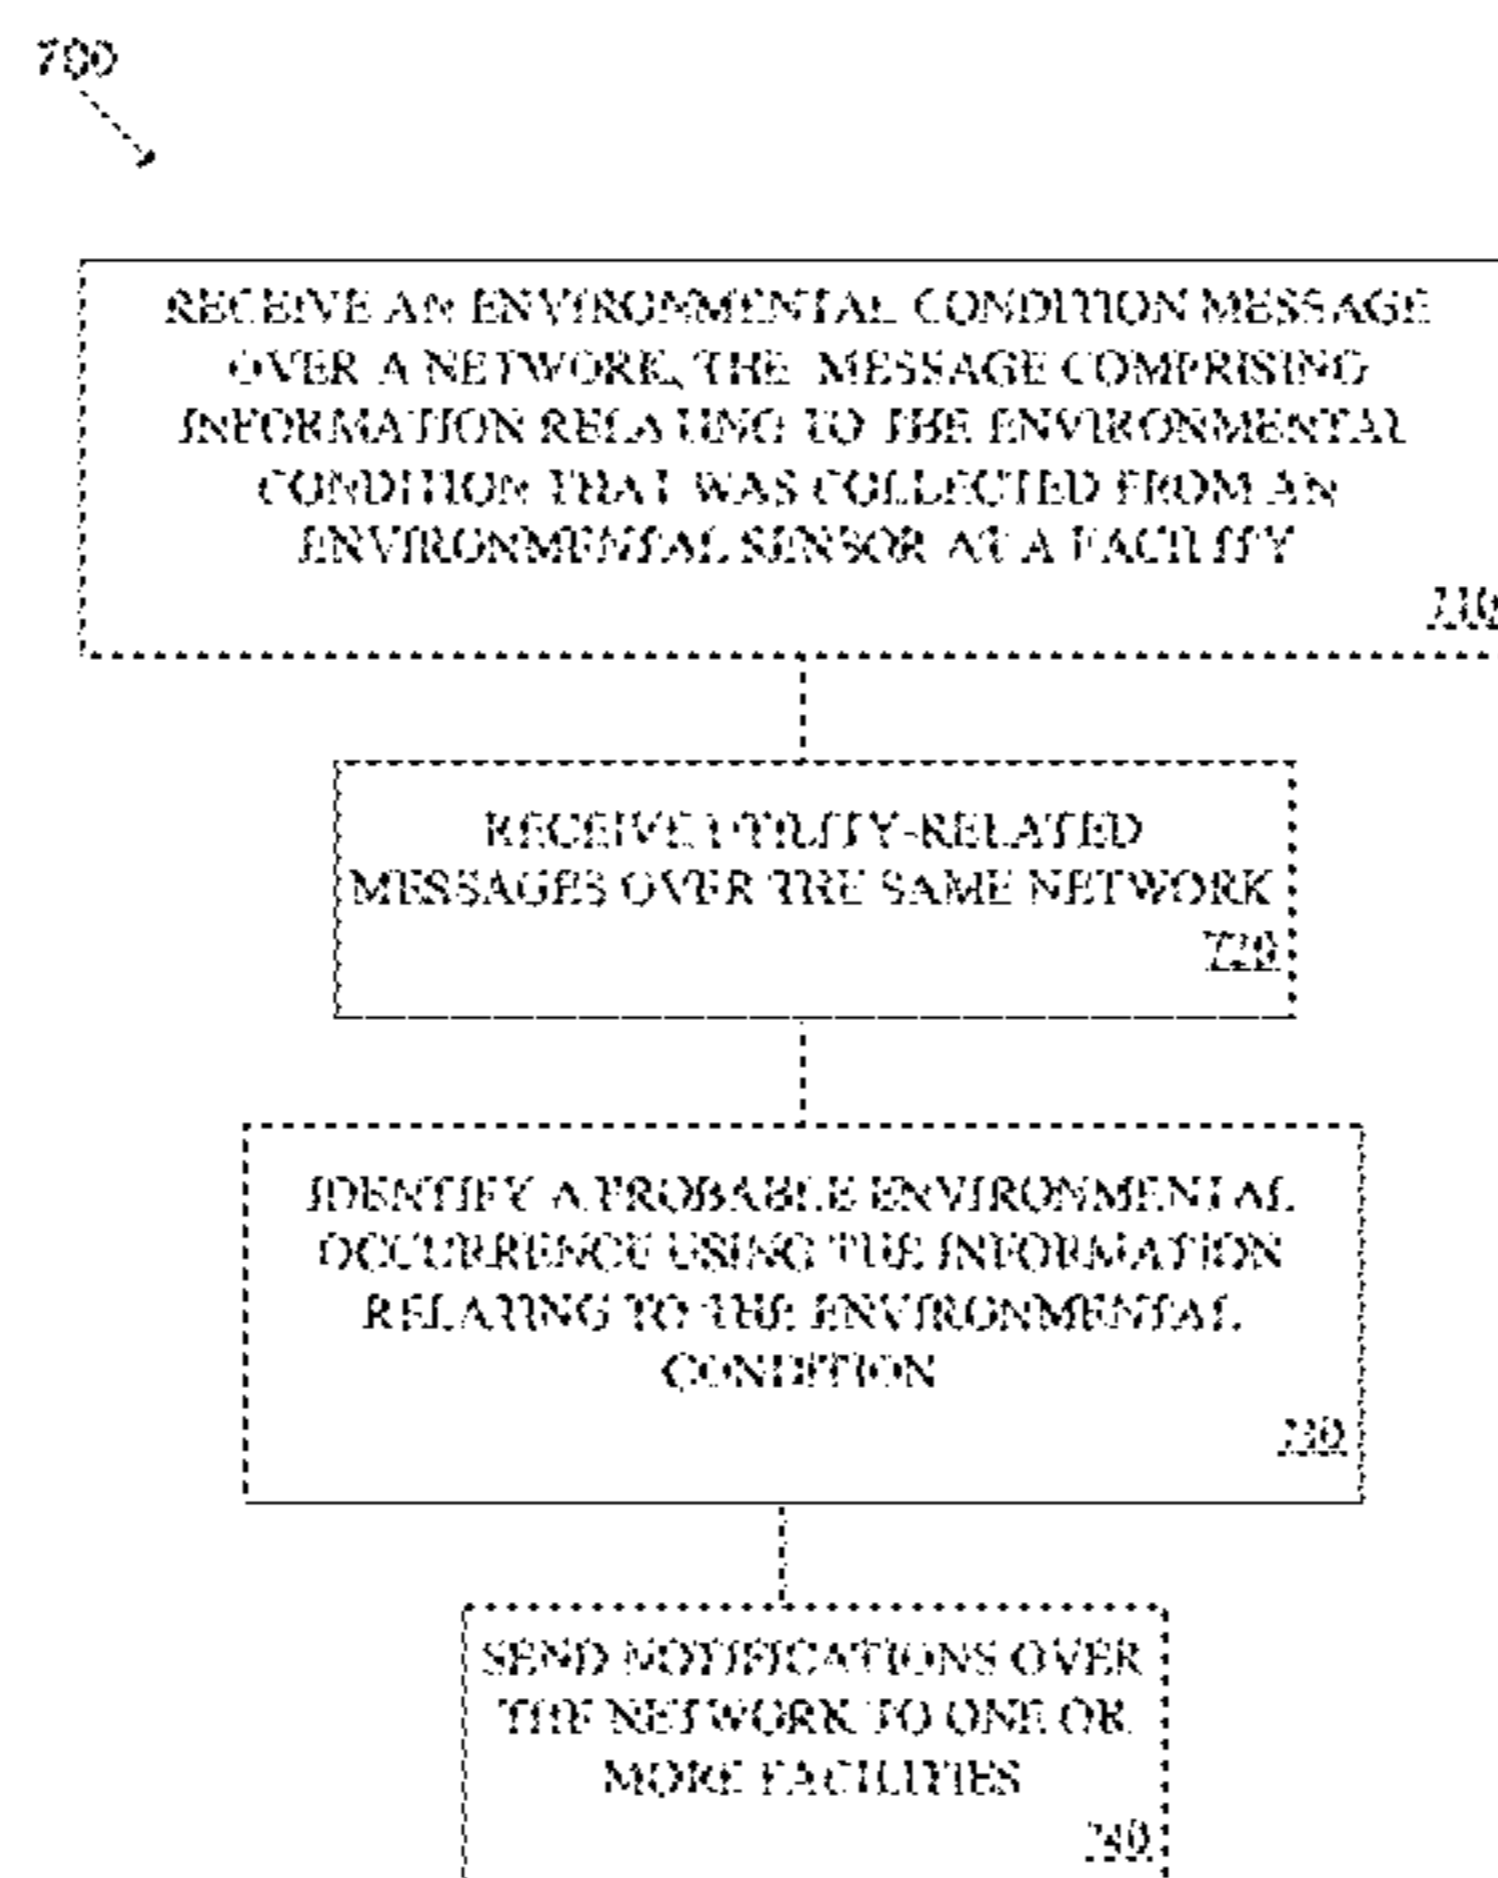 700
RECEIVE AN ENVIRONMENTAL CONDITION MESSAGE
OVER A NETWORK, THE MESSAGE COMPRISING
INFORMATION RELATING TO THE ENVIRONMENTAL
CONDITION THAT WAS COLLECTED FROM AN
ENVIRONMENTAL SENSOR AT A FACILITY
710
RECEIVE UTILITY-RELATED
MESSAGES OVER THE SAME NETWORK
720
IDENTIFY A PROBABLE ENVIRONMENTAL
OCCURRENCE USING THE INFORMATION
RELATING TO THE ENVIRONMENTAL
CONDITION
730
SEND NOTIFICATIONS OVER
THE NETWORK TO ONE OR
MORE FACILITIES
740